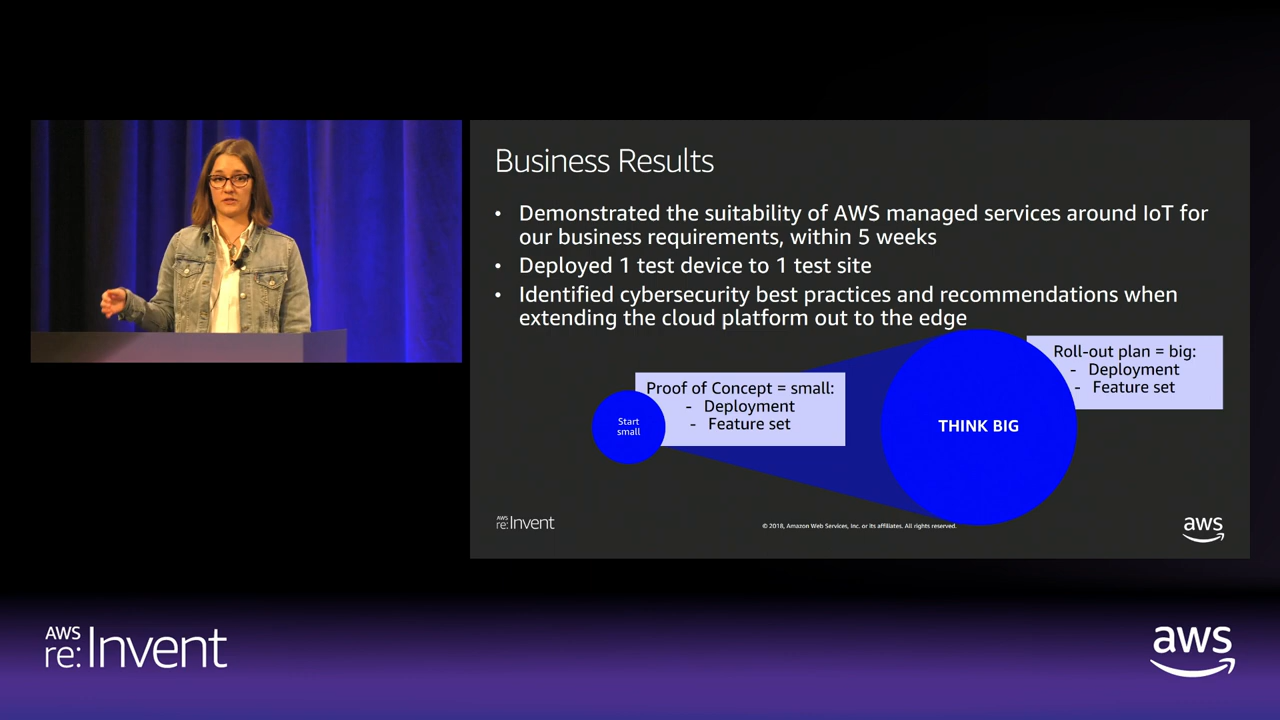 Business Results
• Demonstrated the suitability of AWS managed services around IoT for
our business requirements, within 5 weeks
• Deployed 1 test device to 1 test site
• Identified cybersecurity best practices and recommendations when
extending the cloud platform out to the edge
Roll-out plan = big:
- Deployment
- Feature set
Proof of Concept = small:
- Deployment
- Feature set
Start
small
THINK BIG
AWS
re:Invent
© 2018, Amazon Web Services, Inc. or its affiliates. All rights reserved.
aws
AWS
re:Invent
aws